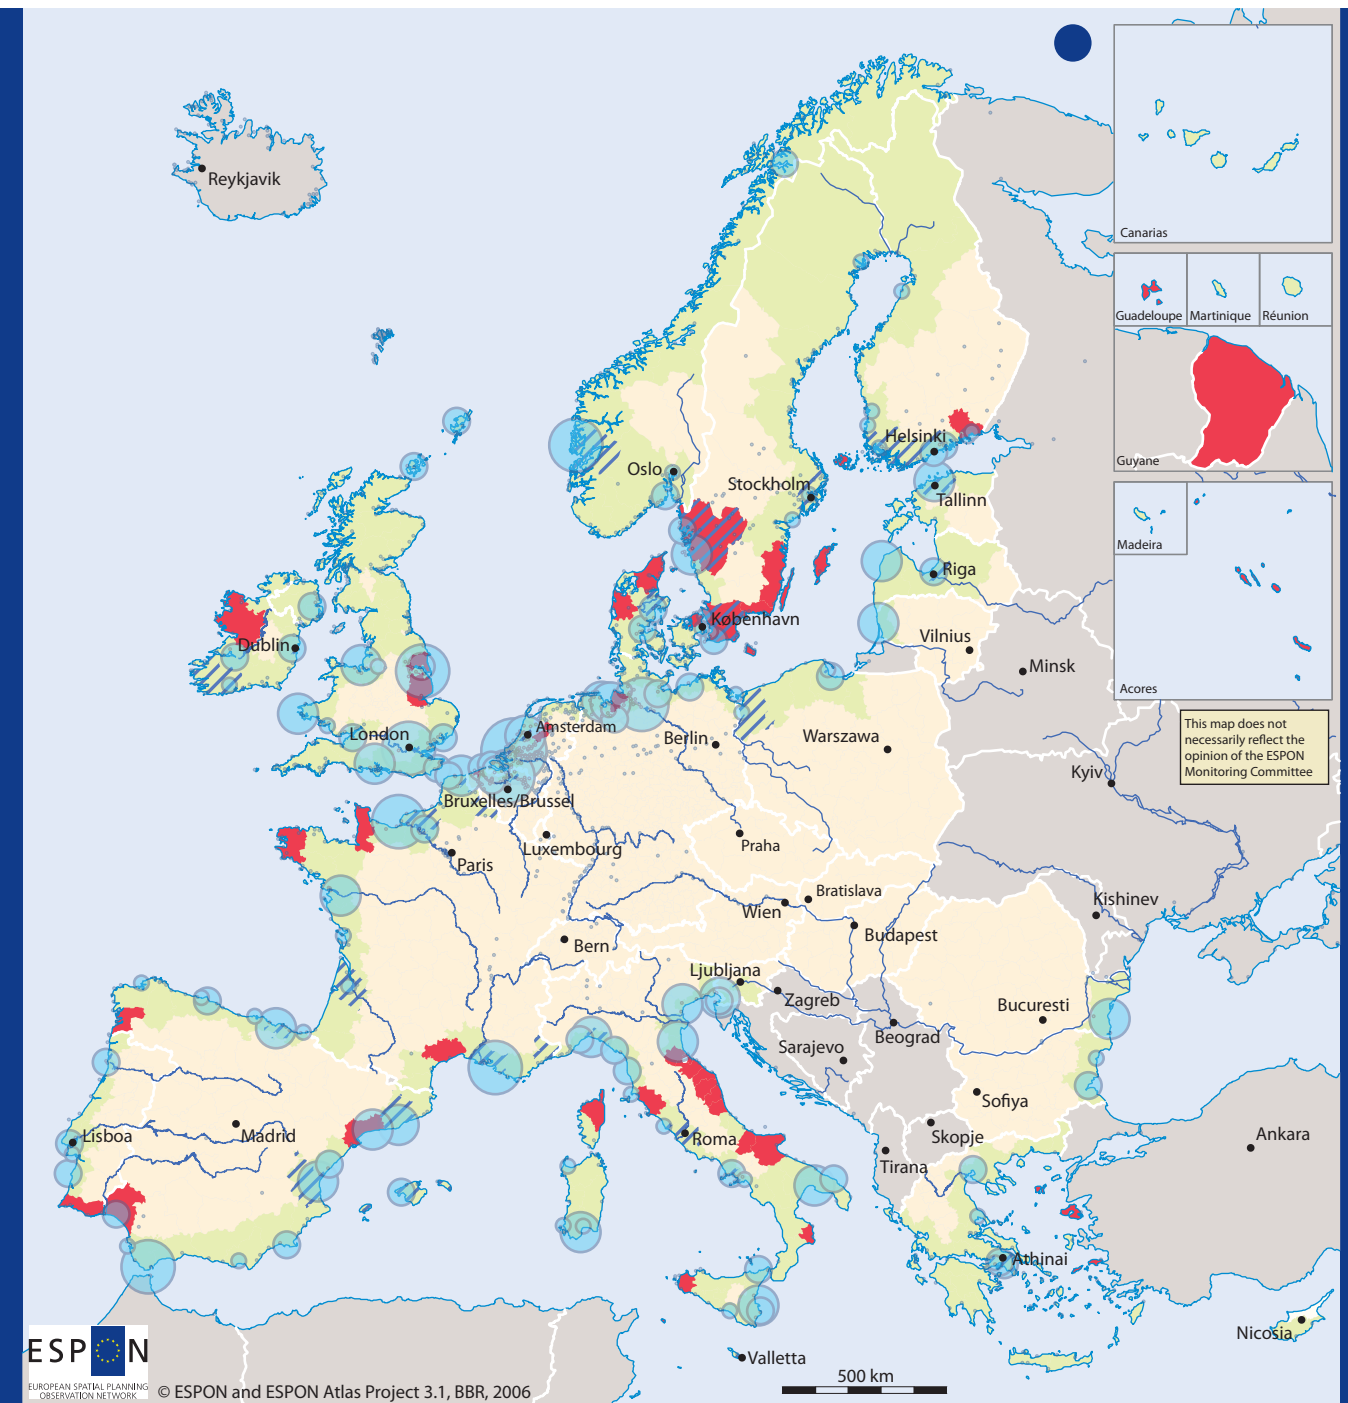 Reykjavik
Canarias
Guadeloupe
Martinique
Réunion
Guyane
Helsinki
Oslo
Stockholm
Tallinn
Madeira
Riga
Acores
København
Dublin
Vilnius
Minsk
This map does not
necessarily reflect the
opinion of the ESPON
Monitoring Committee
London
Amsterdam
Berlin
Warszawa
Kyiv
Bruxelles/Brussel
Luxembourg
Praha
Paris
Bratislava
Wien
Kishinev
Budapest
Bern
Ljubljana
Zagreb
Bucuresti
Beograd
Sarajevo
Sofiya
Lisboa
Madrid
Roma
Skopje
Ankara
Tirana
Athinai
Nicosia
Valletta
ESPON
EUROPEAN SPATIAL PLANNING
OBSERVATION NETWORK
© ESPON and ESPON Atlas Project 3.1, BBR, 2006
500 km